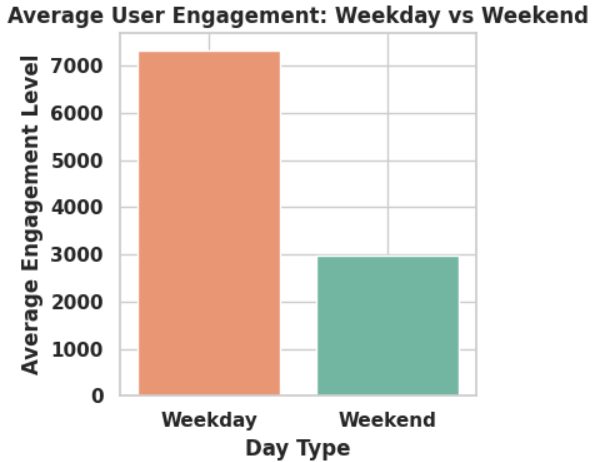 Average User Engagement: Weekday vs Weekend
Average Engagement Level
7000
6000
5000
4000
3000
2000
1000
0
Weekday Weekend
Day Type